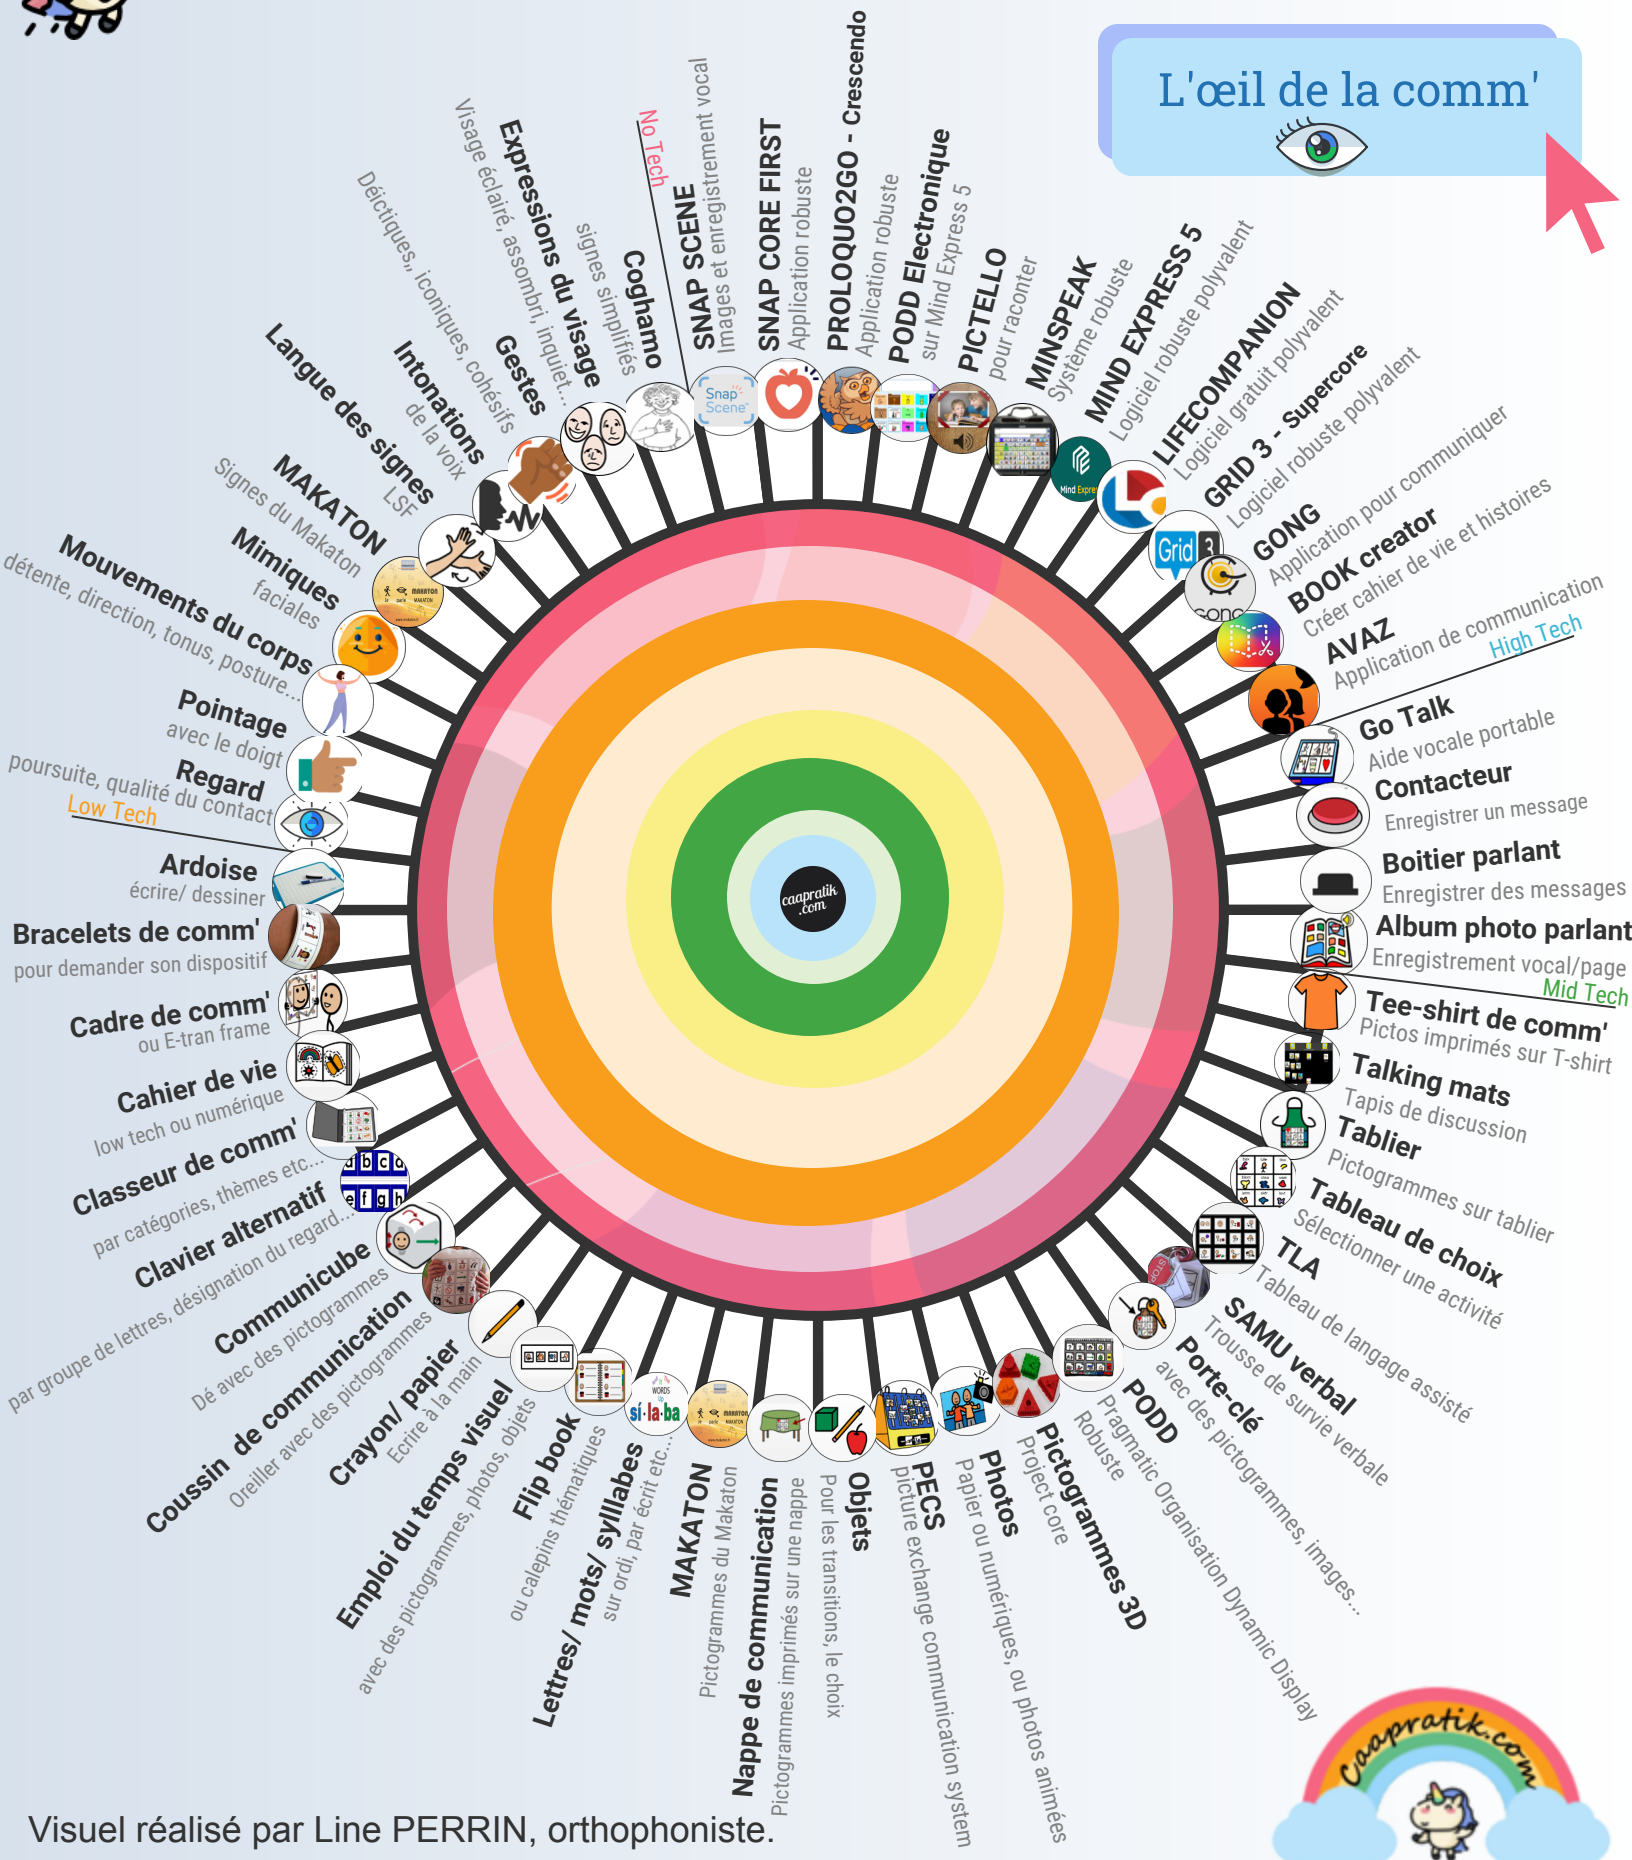 L'œil de la comm'
No Tech
SNAP SCENE
Images et enregistrement vocal
SNAP CORE FIRST
Application robuste
PROLOQUO2GO - Crescendo
Application robuste
PODD Electronique
sur Mind Express 5
PICTELLO
pour raconter
MINSPEAK
Système robuste
MIND EXPRESS 5
Logiciel robuste polyvalent
LIFECOMPANION
Logiciel gratuit polyvalent
GRID 3 - Supercore
Logiciel robuste polyvalent
GONG
Application pour communiquer
BOOK creator
Créer cahier de vie et histoires
AVAZ
Application de communication
High Tech
Go Talk
Aide vocale portable
Contacteur
Enregistrer un message
Boitier parlant
Enregistrer des messages
Album photo parlant
Enregistrement vocal/page
Mid Tech
Tee-shirt de comm'
Pictos imprimés sur T-shirt
Talking mats
Tapis de discussion
Tablier
Pictogrammes sur tablier
Tableau de choix
Sélectionner une activité
TLA
Tableau de langage assisté
SAMU verbal
Trousse de survie verbale
Porte-clé
avec des pictogrammes, images...
PODD
Pragmatic Organisation Dynamic Display
Robuste
Pictogrammes 3D
Project core
Photos
Papier ou numériques, ou photos animées
PECS
picture exchange communication system
Objets
Pour les transitions, le choix
Nappe de communication
Pictogrammes imprimés sur une nappe
MAKATON
Pictogrammes du Makaton
Lettres/ mots/ sylllabes
sur ordi, par écrit etc...
Flip book
ou calepins thématiques
Emploi du temps visuel
avec des pictogrammes, photos, objets
Crayon/ papier
Ecrire à la main
Coussin de communication
Oreiller avec des pictogrammes
Communicube
Dé avec des pictogrammes
Clavier alternatif
par groupe de lettres, désignation du regard...
Classeur de comm'
par catégories, thèmes etc...
Cahier de vie
low tech ou numérique
Cadre de comm'
ou E-tran frame
Bracelets de comm'
pour demander son dispositif
Ardoise
écrire/ dessiner
Low Tech
Regard
poursuite, qualité du contact
Pointage
avec le doigt
Mouvements du corps
détente, direction, tonus, posture...
Mimiques
faciales
MAKATON
Signes du Makaton
Langue des signes
LSF
Intonations
de la voix
Gestes
Déictiques,, iconiques, cohésifs
Expressions du visage
Visage éclairé, assombri, inquiet...
Coghamo
signes simplifiés
Snap
Scene
Mind Expre
Grid 3
GONG
MAKATON
a b c d
e f g h
WORDS
sí·la·ba
MAKATON
STOP
caapratik
.com
Caapratik.com
Visuel réalisé par Line PERRIN, orthophoniste.